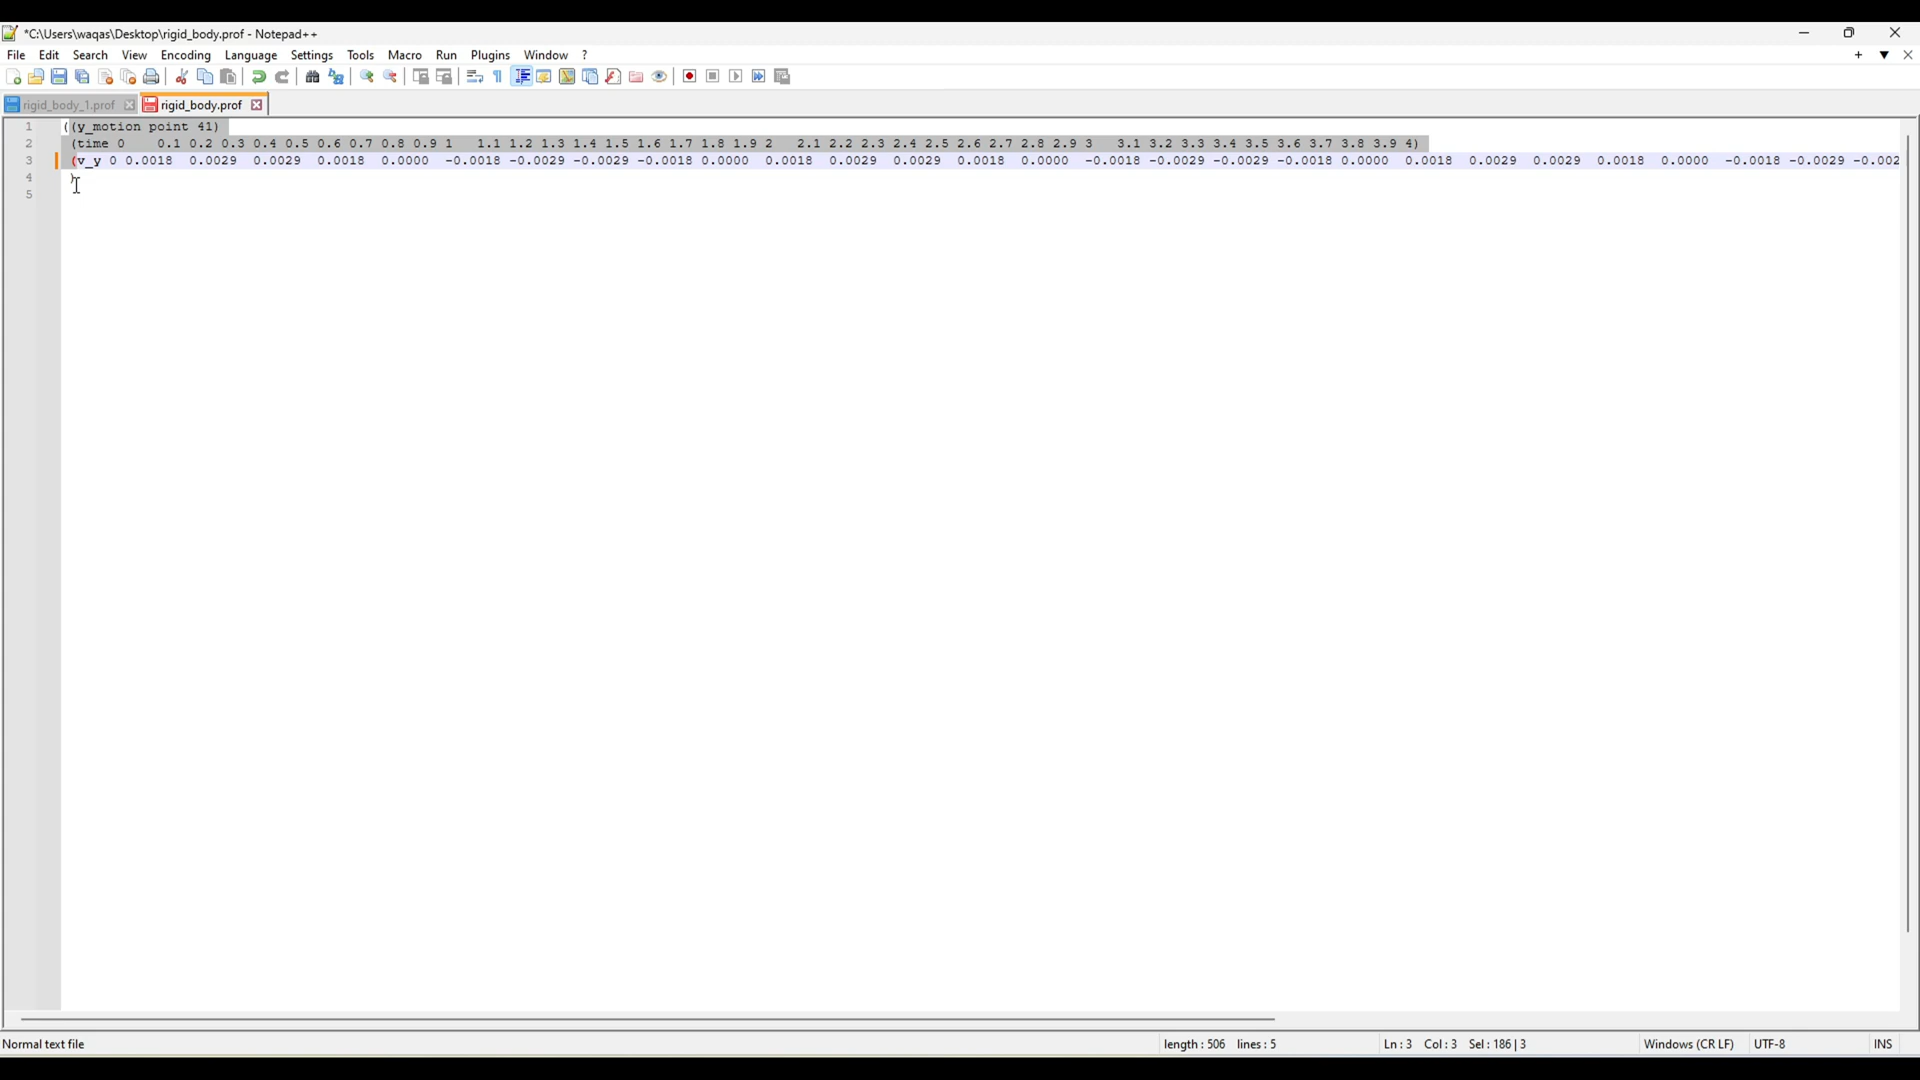 *C:\Users\waqas\Desktop\rigid_body.prof - Notepad++
File Edit Search View Encoding Language Settings Tools Macro Run Plugins Window ?
rigid_body_1.prof rigid_body.prof
1 ((y_motion point 41)
2 (time 0 0.1 0.2 0.3 0.4 0.5 0.6 0.7 0.8 0.9 1 1.1 1.2 1.3 1.4 1.5 1.6 1.7 1.8 1.9 2 2.1 2.2 2.3 2.4 2.5 2.6 2.7 2.8 2.9 3 3.1 3.2 3.3 3.4 3.5 3.6 3.7 3.8 3.9 4)
3 (v_y 0 0.0018 0.0029 0.0029 0.0018 0.0000 -0.0018 -0.0029 -0.0029 -0.0018 0.0000 0.0018 0.0029 0.0029 0.0018 0.0000 -0.0018 -0.0029 -0.0029 -0.0018 0.0000 0.0018 0.0029 0.0029 0.0018 0.0000 -0.0018 -0.0029 -0.002
4 )
5
Normal text file length : 506 lines : 5 Ln : 3 Col : 3 Sel : 186 | 3 Windows (CR LF) UTF-8 INS